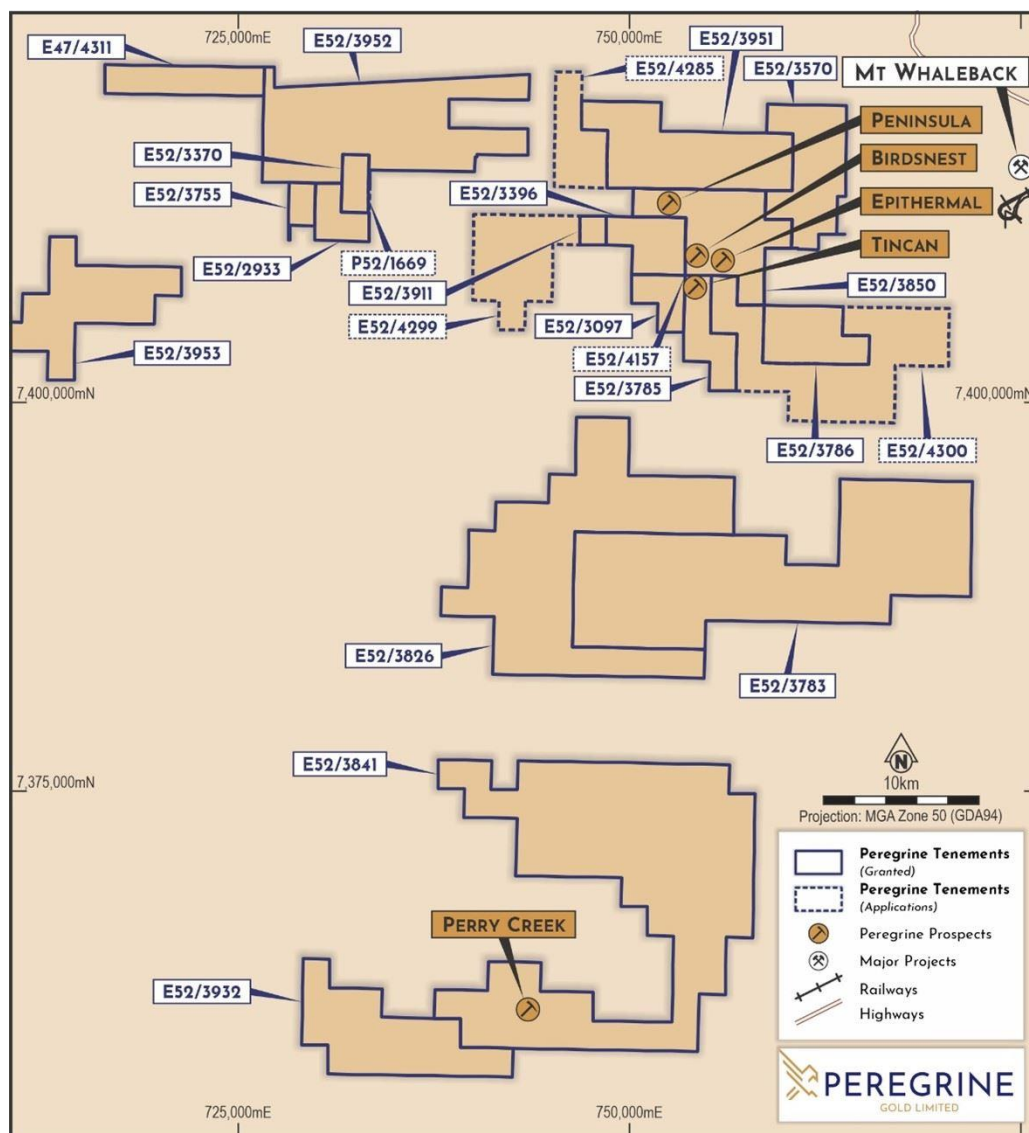 725,000mE
750,000mE
E47/4311
E52/3952
E52/3951
E52/4285
E52/3570
MT WHALEBACK
PENINSULA
E52/3370
BIRDSNEST
E52/3755
E52/3396
EPITHERMAL
TINCAN
E52/2933
P52/1669
E52/3911
E52/3850
E52/4299
E52/3097
E52/3953
E52/4157
E52/3785
7,400,000mN
7,400,000mN
E52/3786
E52/4300
E52/3826
E52/3783
E52/3841
7,375,000mN
N
10km
Projection: MGA Zone 50 (GDA94)
Peregrine Tenements
(Granted)
Peregrine Tenements
(Applications)
Peregrine Prospects
Major Projects
Railways
Highways
PERRY CREEK
E52/3932
PEREGRINE
GOLD LIMITED
725,000mE
750,000mE